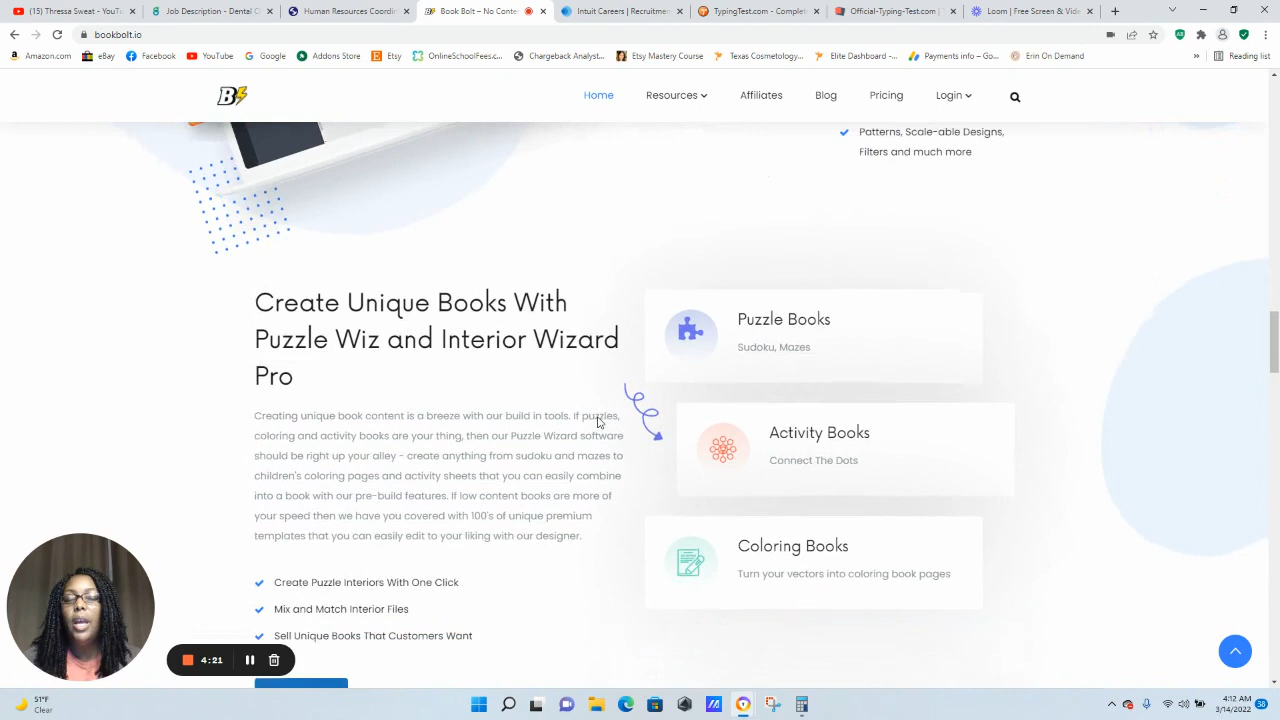 (5) Thressa Sweat - YouT
Job Description Screenshots
Book Bolt – No Conten
Intuit Careers | Recruitmen
TypingTest.com - Compl
Official-Typing-Test.com |
Loom | Free Screen & Vide
bookbolt.io
Amazon.com
eBay
Facebook
YouTube
Google
Addons Store
Etsy
OnlineSchoolFees.c...
Chargeback Analyst...
Etsy Mastery Course
Texas Cosmetology...
Elite Dashboard -...
Payments info – Go...
Erin On Demand
»
Reading list
B
Home
Resources
Affiliates
Blog
Pricing
Login
Patterns, Scale-able Designs,
Filters and much more
Create Unique Books With
Puzzle Wiz and Interior Wizard
Pro
Creating unique book content is a breeze with our build in tools. If puzzles,
coloring and activity books are your thing, then our Puzzle Wizard software
should be right up your alley - create anything from sudoku and mazes to
children's coloring pages and activity sheets that you can easily combine
into a book with our pre-build features. If low content books are more of
your speed then we have you covered with 100's of unique premium
templates that you can easily edit to your liking with our designer.
Create Puzzle Interiors With One Click
Mix and Match Interior Files
Sell Unique Books That Customers Want
Puzzle Books
Sudoku, Mazes
Activity Books
Connect The Dots
Coloring Books
Turn your vectors into coloring book pages
4:21
51°F
Clear
4:12 PM
3/14/2022